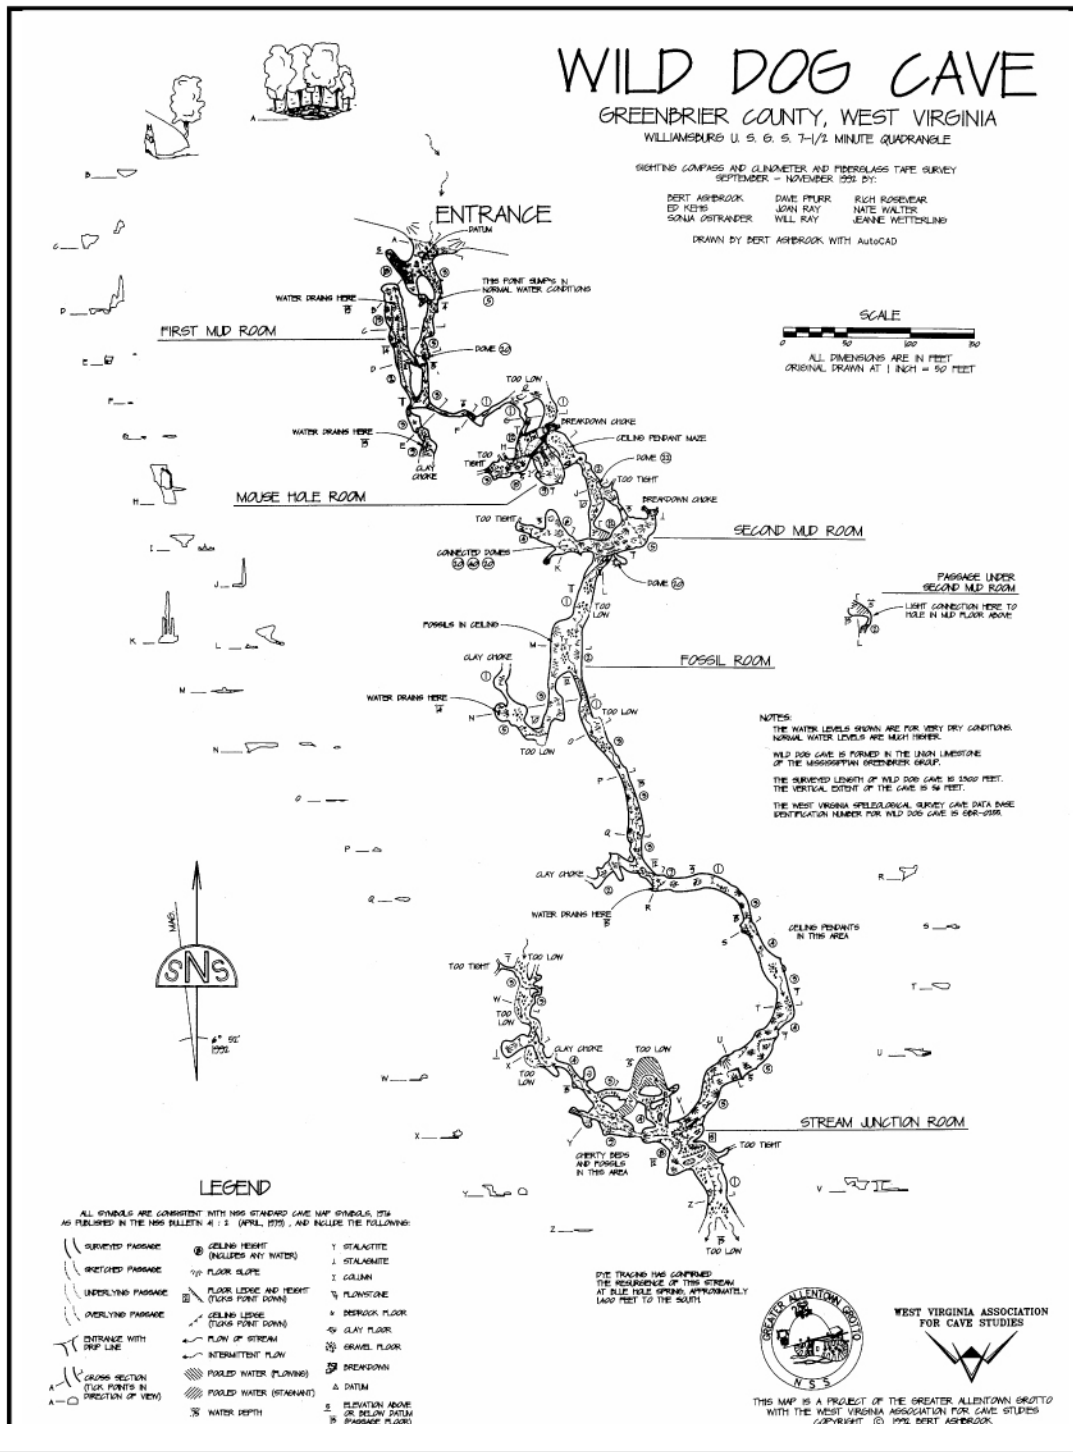 WILD DOG CAVE
GREENBRIER COUNTY, WEST VIRGINIA
WILLIAMSBURG U. S. G. S. 7-1/2 MINUTE QUADRANGLE
SIGHTING COMPASS AND CLINOMETER AND FIBERGLASS TAPE SURVEY
SEPTEMBER - NOVEMBER 1992 BY:
BERT ASHBROOK DAVE PFURR RICH ROSEVEAR
ED KEHS JOAN RAY NATE WALTER
SONJA OSTRANDER WILL RAY JEANNE WETTERLING
DRAWN BY BERT ASHBROOK WITH AutoCAD
SCALE
0 50 100 150
ALL DIMENSIONS ARE IN FEET
ORIGINAL DRAWN AT 1 INCH = 50 FEET
ENTRANCE
DATUM
THIS POINT SUMPS IN
NORMAL WATER CONDITIONS
WATER DRAINS HERE
FIRST MUD ROOM
DOME
TOO LOW
BREAKDOWN CHOKE
CEILING PENDANT MAZE
WATER DRAINS HERE
CLAY
CHOKE
TOO
TIGHT
DOME
TOO TIGHT
MOUSE HOLE ROOM
BREAKDOWN CHOKE
TOO TIGHT
SECOND MUD ROOM
CONNECTED DOMES
DOME
PASSAGE UNDER
SECOND MUD ROOM
LIGHT CONNECTION HERE TO
HOLE IN MUD FLOOR ABOVE
TOO
LOW
FOSSILS IN CEILING
CLAY CHOKE
FOSSIL ROOM
WATER DRAINS HERE
TOO LOW
TOO LOW
NOTES:
THE WATER LEVELS SHOWN ARE FOR VERY DRY CONDITIONS.
NORMAL WATER LEVELS ARE MUCH HIGHER.
WILD DOG CAVE IS FORMED IN THE UNION LIMESTONE
OF THE MISSISSIPPIAN GREENBRIER GROUP.
THE SURVEYED LENGTH OF WILD DOG CAVE IS 1500 FEET.
THE VERTICAL EXTENT OF THE CAVE IS 56 FEET.
THE WEST VIRGINIA SPELEOLOGICAL SURVEY CAVE DATA BASE
IDENTIFICATION NUMBER FOR WILD DOG CAVE IS
CLAY CHOKE
WATER DRAINS HERE
CEILING PENDANTS
IN THIS AREA
MAG.
SNS
6° 52'
1992
TOO TIGHT
TOO LOW
TOO
LOW
CLAY CHOKE
TOO LOW
TOO
LOW
STREAM JUNCTION ROOM
TOO TIGHT
CHERTY BEDS
AND FOSSILS
IN THIS AREA
TOO LOW
DYE TRACING HAS CONFIRMED
THE RESURGENCE OF THIS STREAM
AT BLUE HOLE SPRING, APPROXIMATELY
1,600 FEET TO THE SOUTH.
LEGEND
ALL SYMBOLS ARE CONSISTENT WITH NSS STANDARD CAVE MAP SYMBOLS, 1976
AS PUBLISHED IN THE NSS BULLETIN 41 : 2 (APRIL, 1979) , AND INCLUDE THE FOLLOWING:
SURVEYED PASSAGE
SKETCHED PASSAGE
UNDERLYING PASSAGE
OVERLYING PASSAGE
ENTRANCE WITH
DRIP LINE
CROSS SECTION
(TICK POINTS IN
DIRECTION OF VIEW)
CEILING HEIGHT
(INCLUDES ANY WATER)
FLOOR SLOPE
FLOOR LEDGE AND HEIGHT
(TICKS POINT DOWN)
CEILING LEDGE
(TICKS POINT DOWN)
FLOW OF STREAM
INTERMITTENT FLOW
POOLED WATER (FLOWING)
POOLED WATER (STAGNANT)
WATER DEPTH
STALACTITE
STALAGMITE
COLUMN
FLOWSTONE
BEDROCK FLOOR
CLAY FLOOR
GRAVEL FLOOR
BREAKDOWN
DATUM
ELEVATION ABOVE
OR BELOW DATUM
(PASSAGE FLOOR)
GREATER ALLENTOWN GROTTO
N S S
WEST VIRGINIA ASSOCIATION
FOR CAVE STUDIES
THIS MAP IS A PROJECT OF THE GREATER ALLENTOWN GROTTO
WITH THE WEST VIRGINIA ASSOCIATION FOR CAVE STUDIES
COPYRIGHT © 1992 BERT ASHBROOK